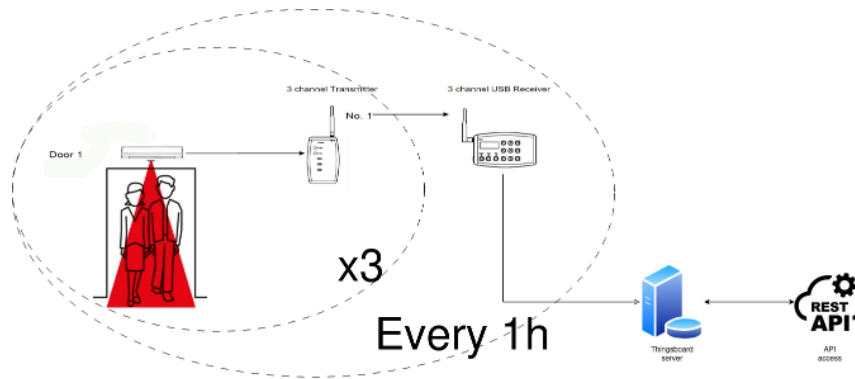 3 channel Transmitter
3 channel USB Receiver
No. 1
Door 1
x3
Every 1h
REST
API
Thingsboard
server
API
access